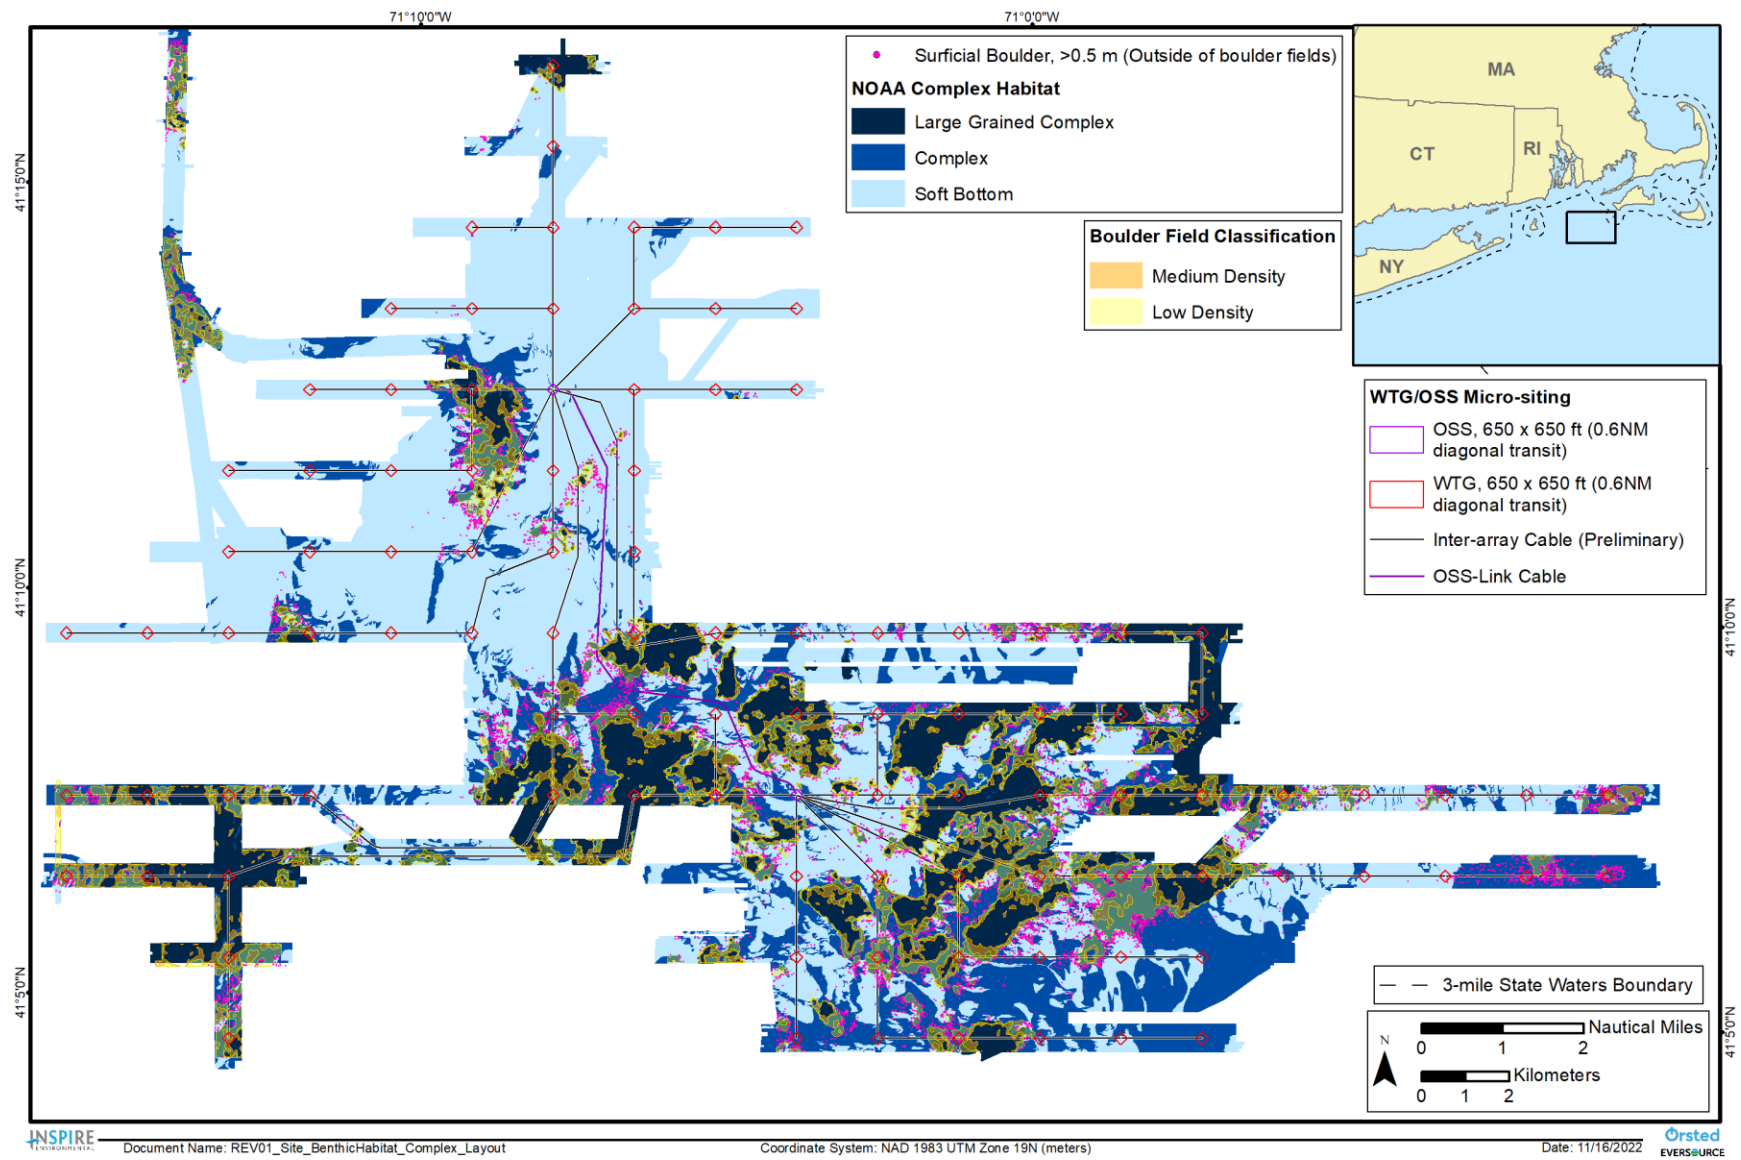 71°10'0"W
71°0'0"W
Surficial Boulder, >0.5 m (Outside of boulder fields)
NOAA Complex Habitat
Large Grained Complex
Complex
Soft Bottom
Boulder Field Classification
Medium Density
Low Density
MA
CT
RI
NY
WTG/OSS Micro-siting
OSS, 650 x 650 ft (0.6NM
diagonal transit)
WTG, 650 x 650 ft (0.6NM
diagonal transit)
Inter-array Cable (Preliminary)
OSS-Link Cable
41°15'0"N
41°10'0"N
41°10'0"N
41°5'0"N
41°5'0"N
3-mile State Waters Boundary
N
Nautical Miles
0 1 2
Kilometers
0 1 2
INSPIRE
ENVIRONMENTAL
Document Name: REV01_Site_BenthicHabitat_Complex_Layout
Coordinate System: NAD 1983 UTM Zone 19N (meters)
Date: 11/16/2022
Orsted
EVERSOURCE